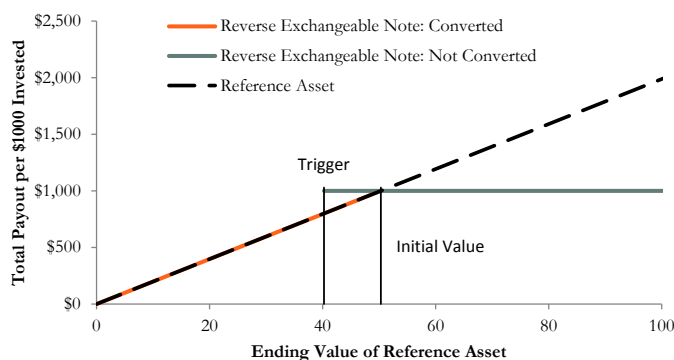 $2,500
$2,000
$1,500
$1,000
$500
$0
Total Payout per $1000 Invested
Reverse Exchangeable Note: Converted
Reverse Exchangeable Note: Not Converted
Reference Asset
Trigger
Initial Value
0 20 40 60 80 100
Ending Value of Reference Asset